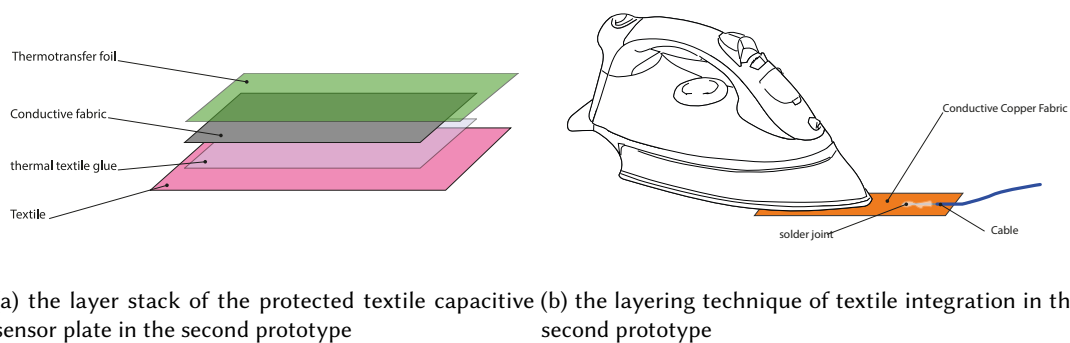 Thermotransfer foil
Conductive fabric
thermal textile glue
Textile
Conductive Copper Fabric
solder joint
Cable
a) the layer stack of the protected textile capacitive
sensor plate in the second prototype
(b) the layering technique of textile integration in th
second prototype